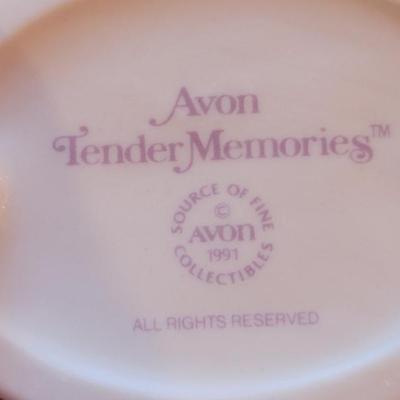 Avon
Tender Memories™
SOURCE OF FINE
©
AVON
1991
COLLECTIBLES
ALL RIGHTS RESERVED